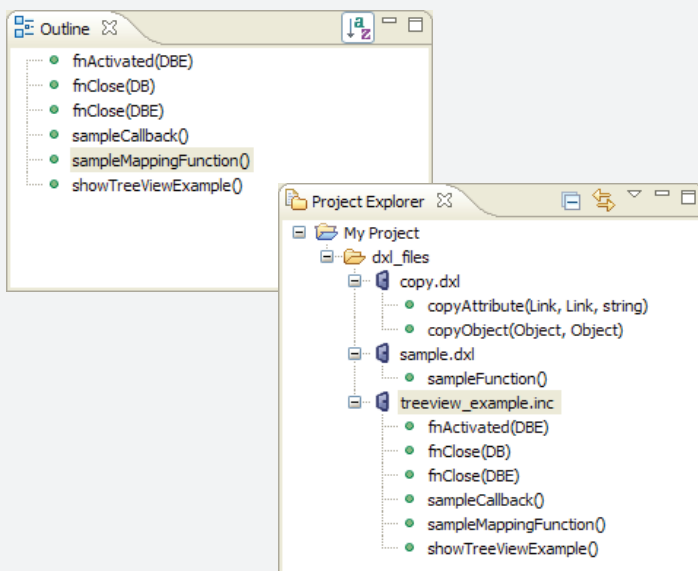 Outline
fnActivated(DBE)
fnClose(DB)
fnClose(DBE)
sampleCallback()
sampleMappingFunction()
showTreeViewExample()
Project Explorer
My Project
dxl_files
copy.dxl
copyAttribute(Link, Link, string)
copyObject(Object, Object)
sample.dxl
sampleFunction()
treeview_example.inc
fnActivated(DBE)
fnClose(DB)
fnClose(DBE)
sampleCallback()
sampleMappingFunction()
showTreeViewExample()